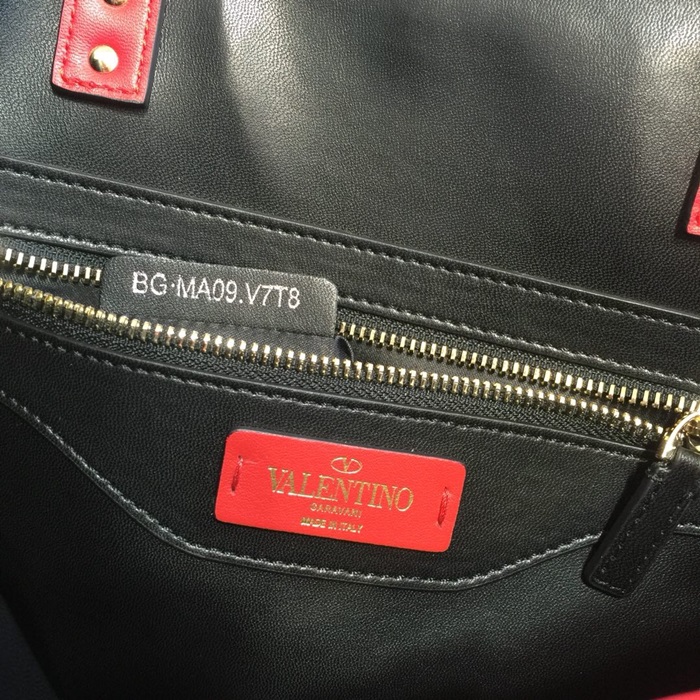 BG·MA09.V7T8
VALENTINO
GARAVANI
MADE IN ITALY